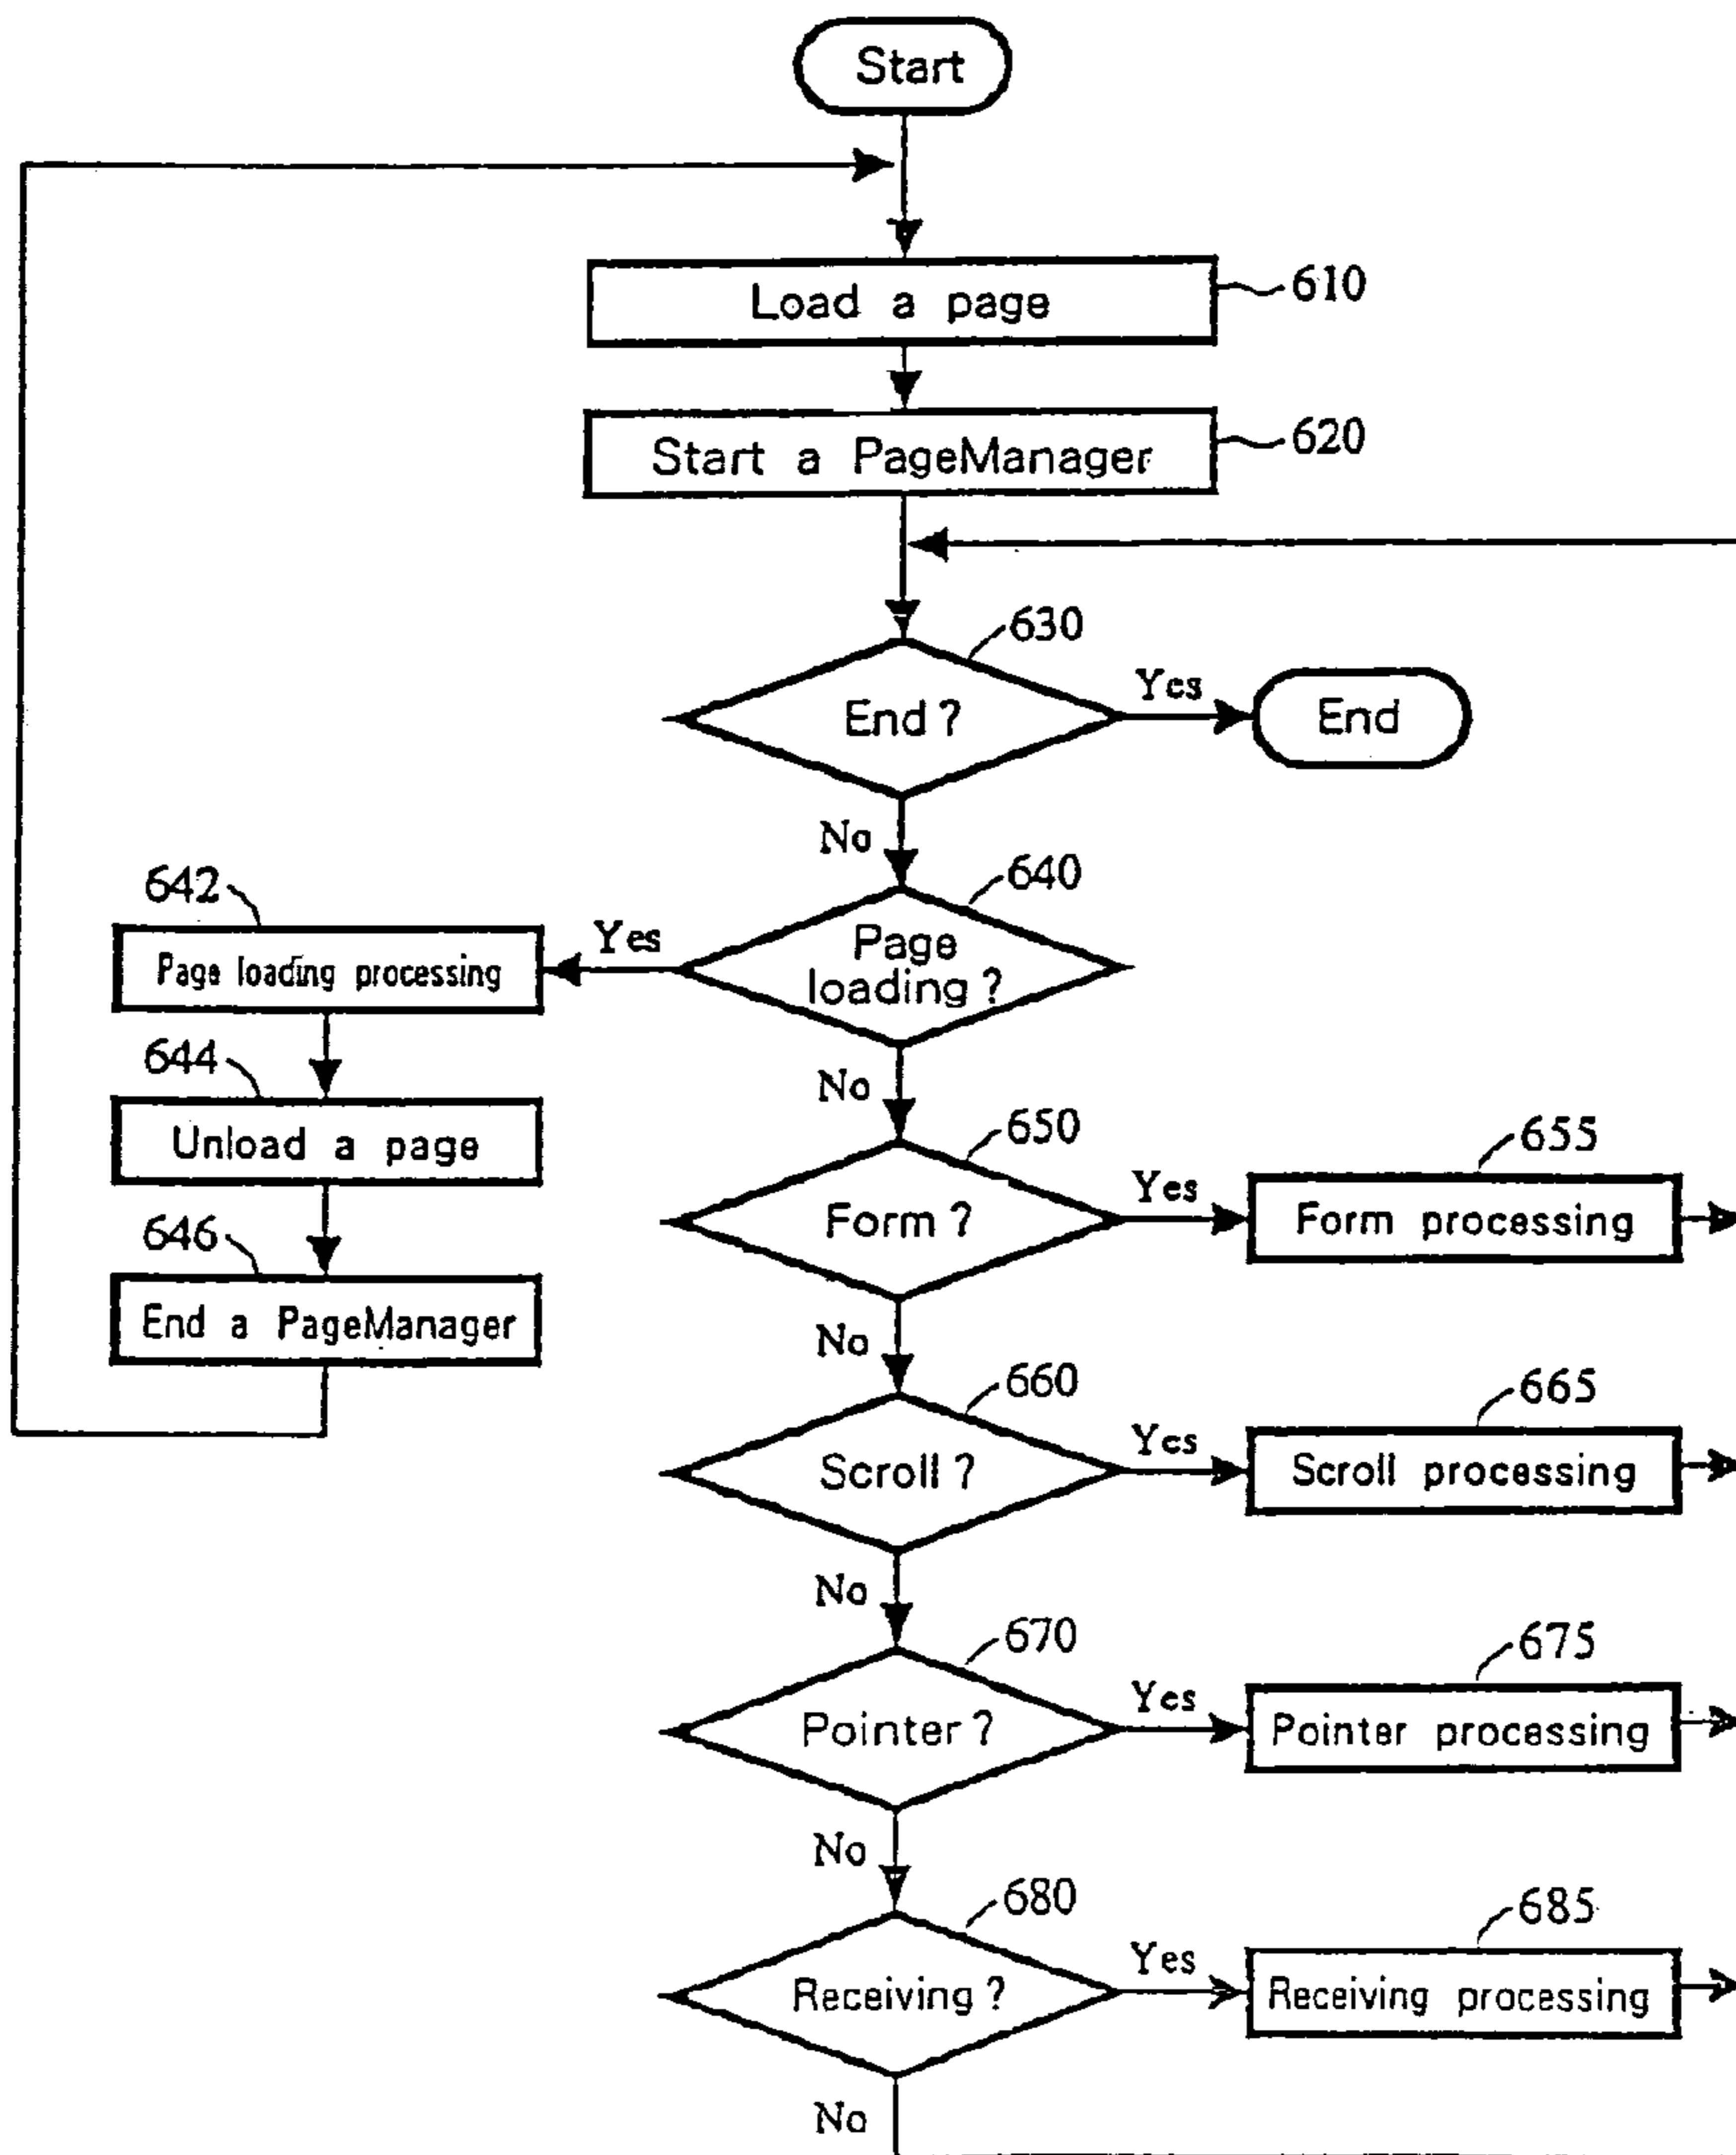 Start
Load a page
610
Start a PageManager
620
630
End ?
Yes
End
No
640
Page
loading ?
Yes
642
Page loading processing
644
Unload a page
646
End a PageManager
No
650
Form ?
Yes
655
Form processing
No
660
Scroll ?
Yes
665
Scroll processing
No
670
Pointer ?
Yes
675
Pointer processing
No
680
Receiving ?
Yes
685
Receiving processing
No